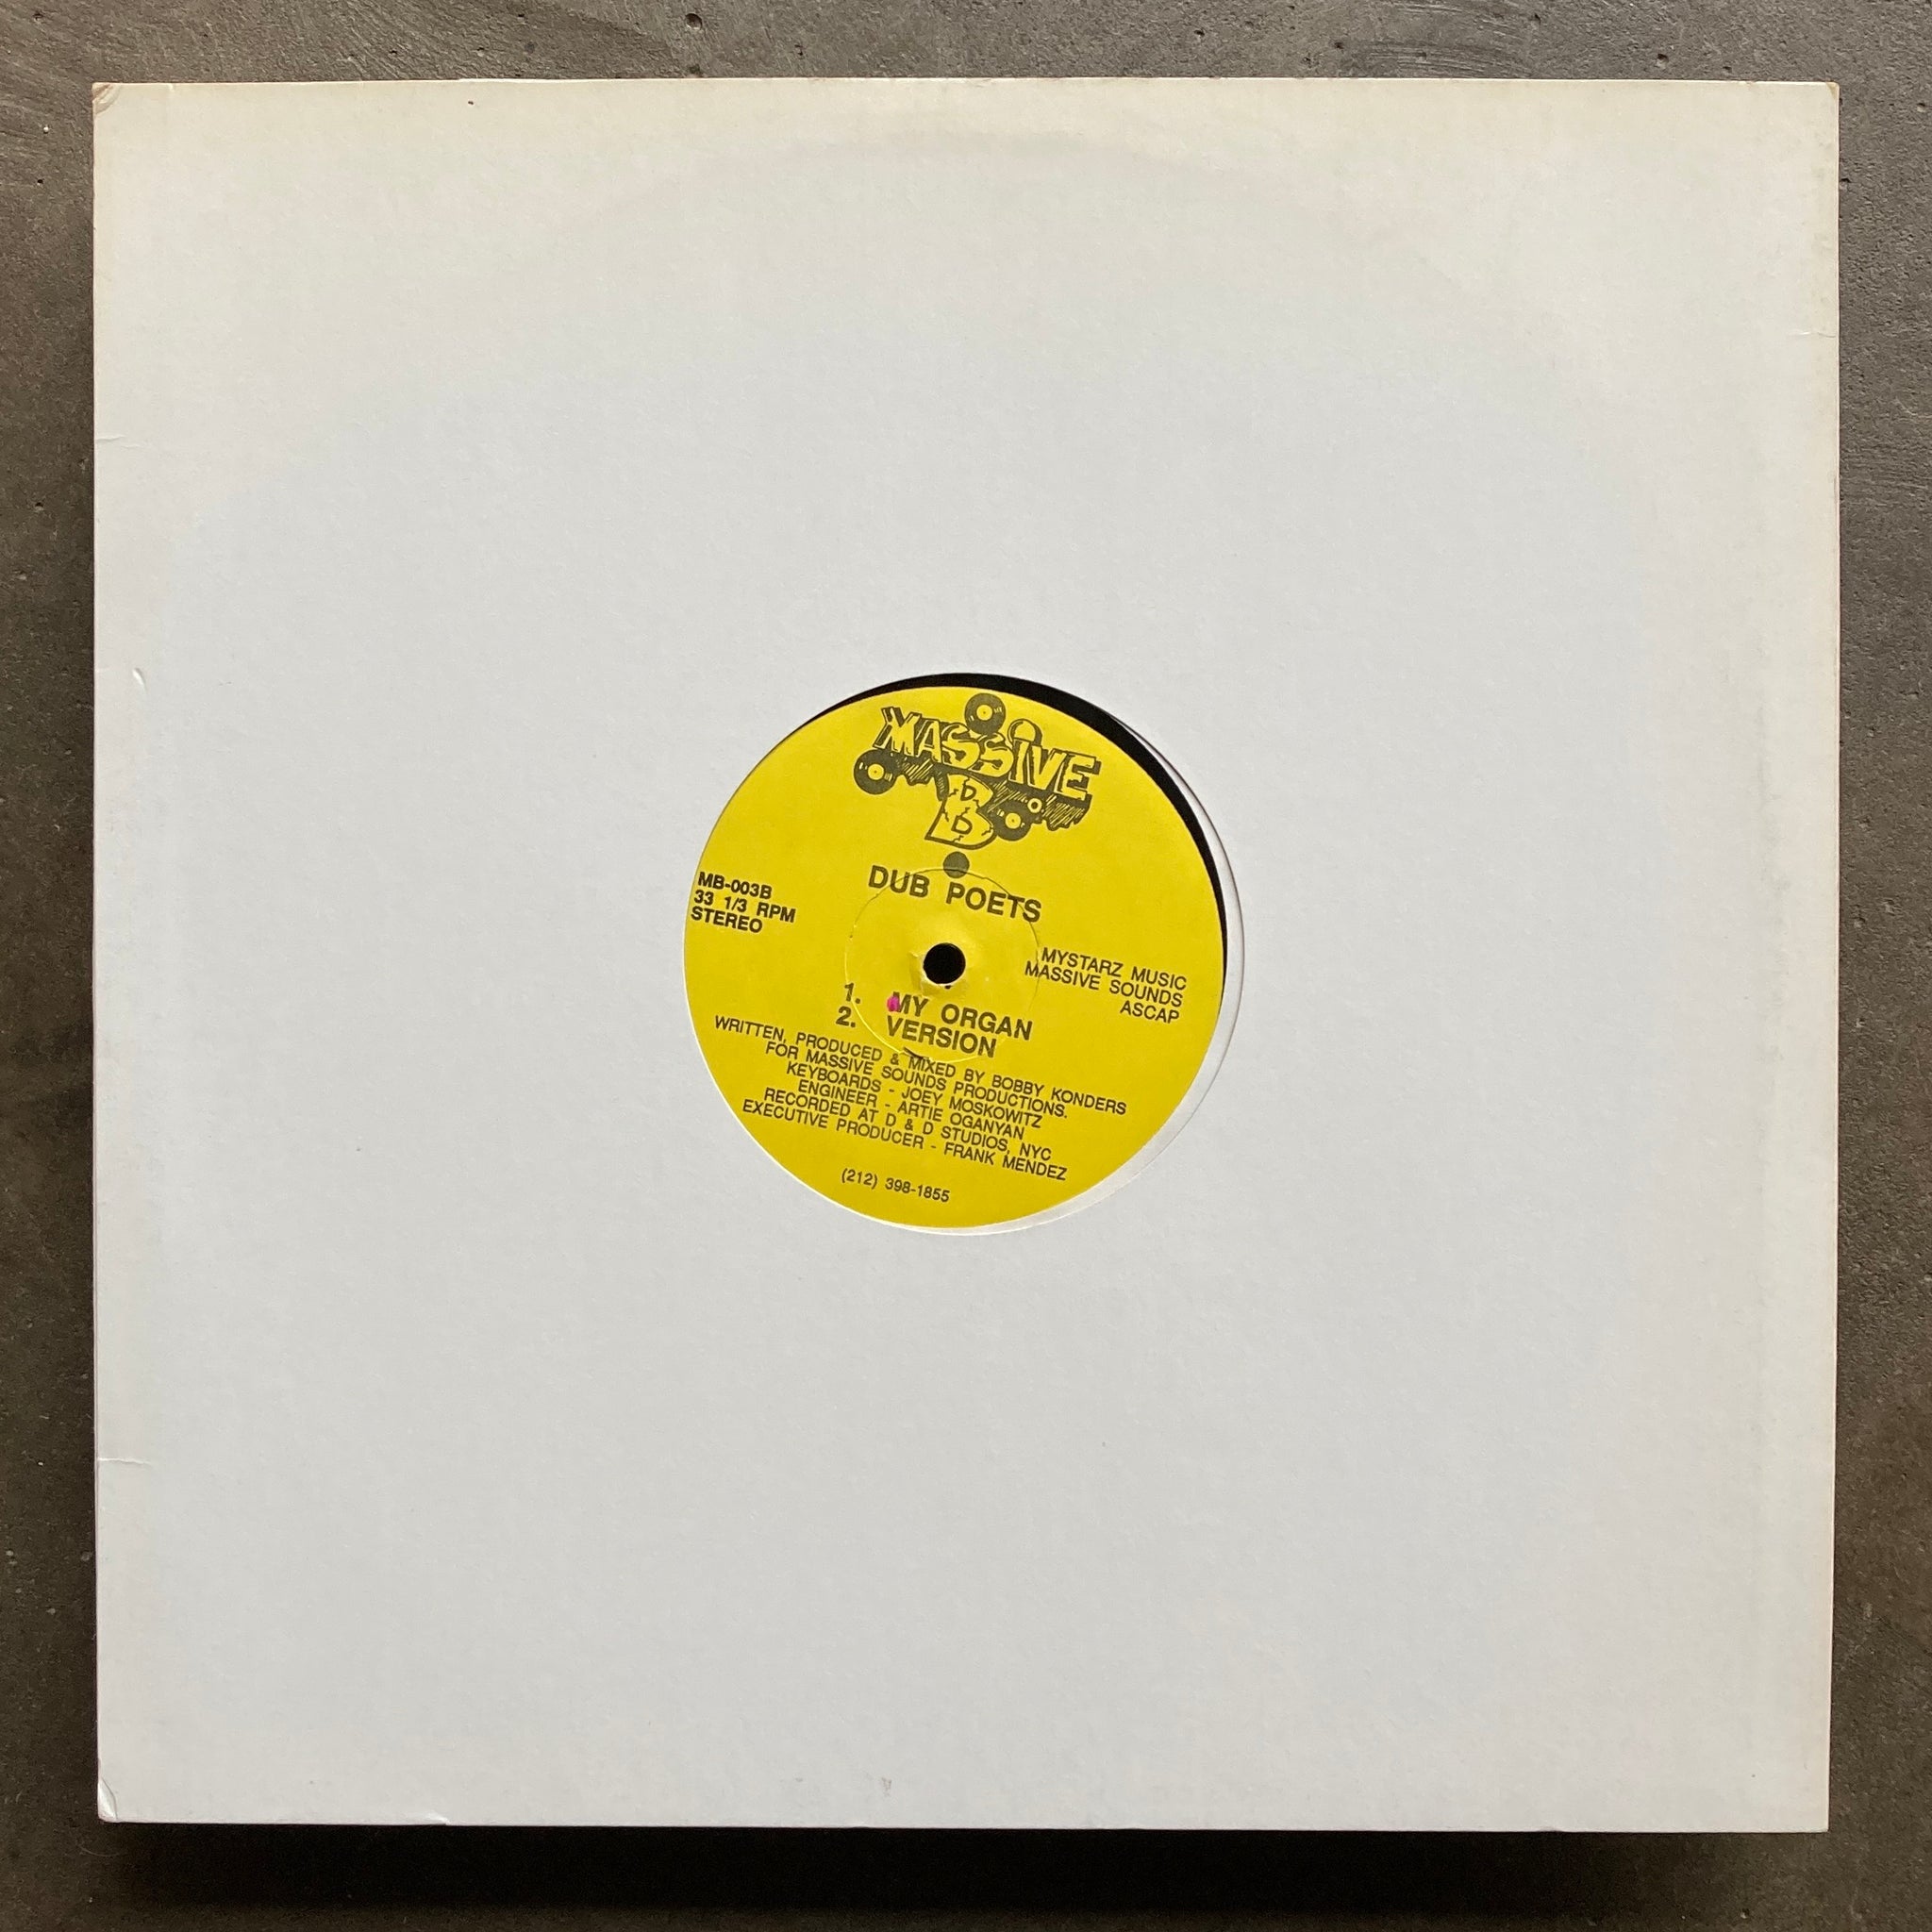 MASSIVE
B
DUB POETS
MB-003B
33 1/3 RPM
STEREO
MYSTARZ MUSIC
MASSIVE SOUNDS
ASCAP
1. MY ORGAN
2. VERSION
WRITTEN, PRODUCED & MIXED BY BOBBY KONDERS
FOR MASSIVE SOUNDS PRODUCTIONS.
KEYBOARDS - JOEY MOSKOWITZ
ENGINEER - ARTIE OGANYAN
RECORDED AT D & D STUDIOS, NYC
EXECUTIVE PRODUCER - FRANK MENDEZ
(212) 398-1855